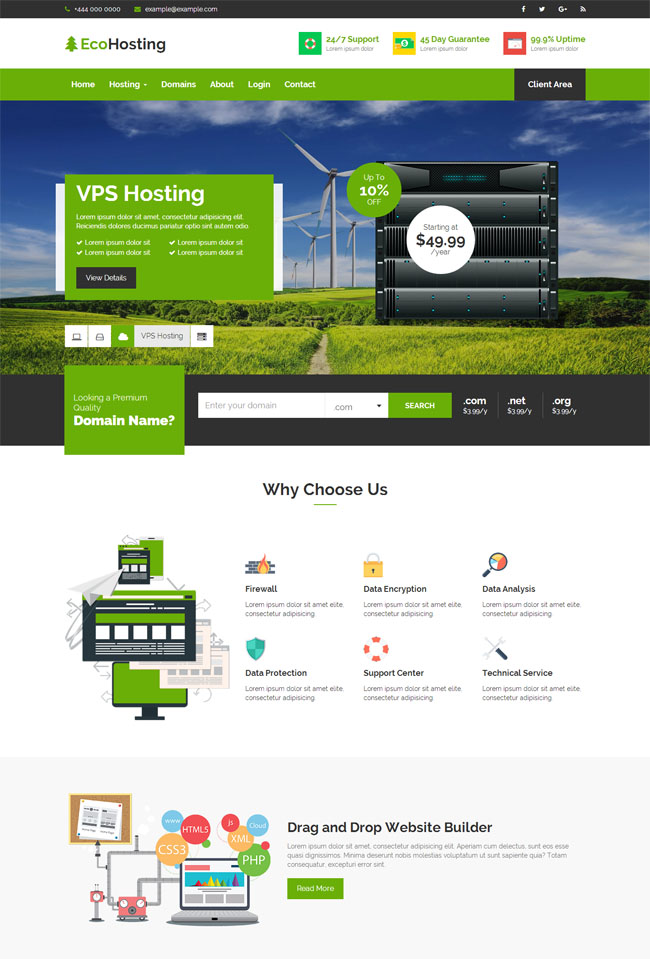 +444 000 0000
example@example.com
EcoHosting
24/7 Support
Lorem ipsum dolor
45 Day Guarantee
Lorem ipsum dolor
99.9% Uptime
Lorem ipsum dolor
Home
Hosting
Domains
About
Login
Contact
Client Area
VPS Hosting
Lorem ipsum dolor sit amet, consectetur adipisicing elit.
Reiciendis dolores ducimus pariatur optio sint autem odio.
Lorem ipsum dolor sit
Lorem ipsum dolor sit
Lorem ipsum dolor sit
Lorem ipsum dolor sit
View Details
Up To
10%
OFF
Starting at
$49.99
/year
VPS Hosting
Looking a Premium
Quality
Domain Name?
Enter your domain
.com
SEARCH
.com
$3.99/y
.net
$3.99/y
.org
$3.99/y
Why Choose Us
Firewall
Lorem ipsum dolor sit amet elite,
consectetur adipisicing
Data Encryption
Lorem ipsum dolor sit amet elite,
consectetur adipisicing
Data Analysis
Lorem ipsum dolor sit amet elite,
consectetur adipisicing
Data Protection
Lorem ipsum dolor sit amet elite,
consectetur adipisicing
Support Center
Lorem ipsum dolor sit amet elite,
consectetur adipisicing
Technical Service
Lorem ipsum dolor sit amet elite,
consectetur adipisicing
www
HTML5
js
Cloud
XML
CSS3
PHP
Drag and Drop Website Builder
Lorem ipsum dolor sit amet, consectetur adipisicing elit. Aperiam cum delectus, sunt eos esse
quasi dignissimos. Minima deserunt nobis molestias voluptatum ut sunt sapiente quia? Totam
consequatur, excepturi error sint.
Read More